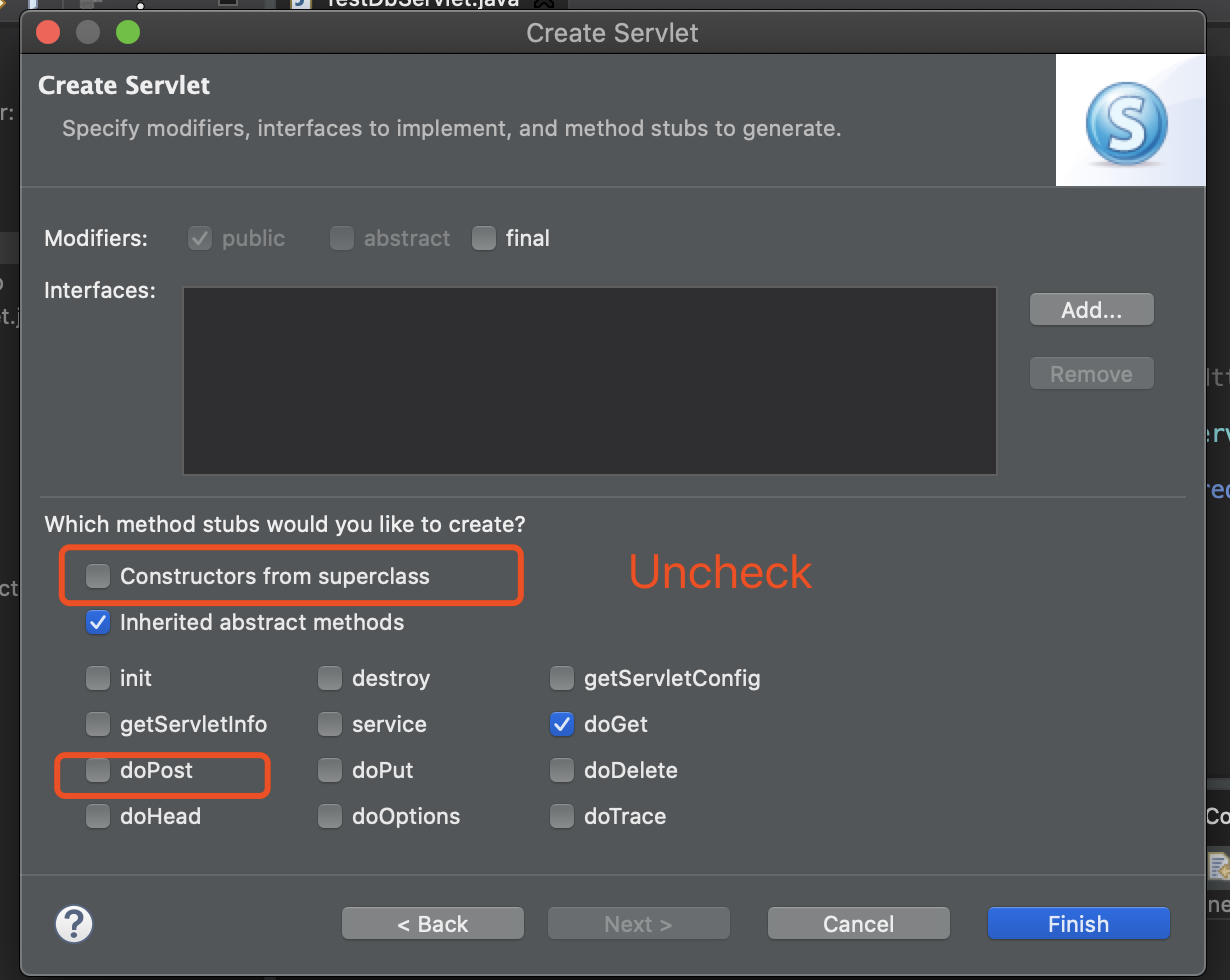 TestDbServlet.java
Create Servlet
Create Servlet
Specify modifiers, interfaces to implement, and method stubs to generate.
S
Modifiers: public abstract final
Interfaces:
Add...
Remove
Which method stubs would you like to create?
Constructors from superclass
Uncheck
Inherited abstract methods
init destroy getServletConfig
getServletInfo service doGet
doPost doPut doDelete
doHead doOptions doTrace
? < Back Next > Cancel Finish